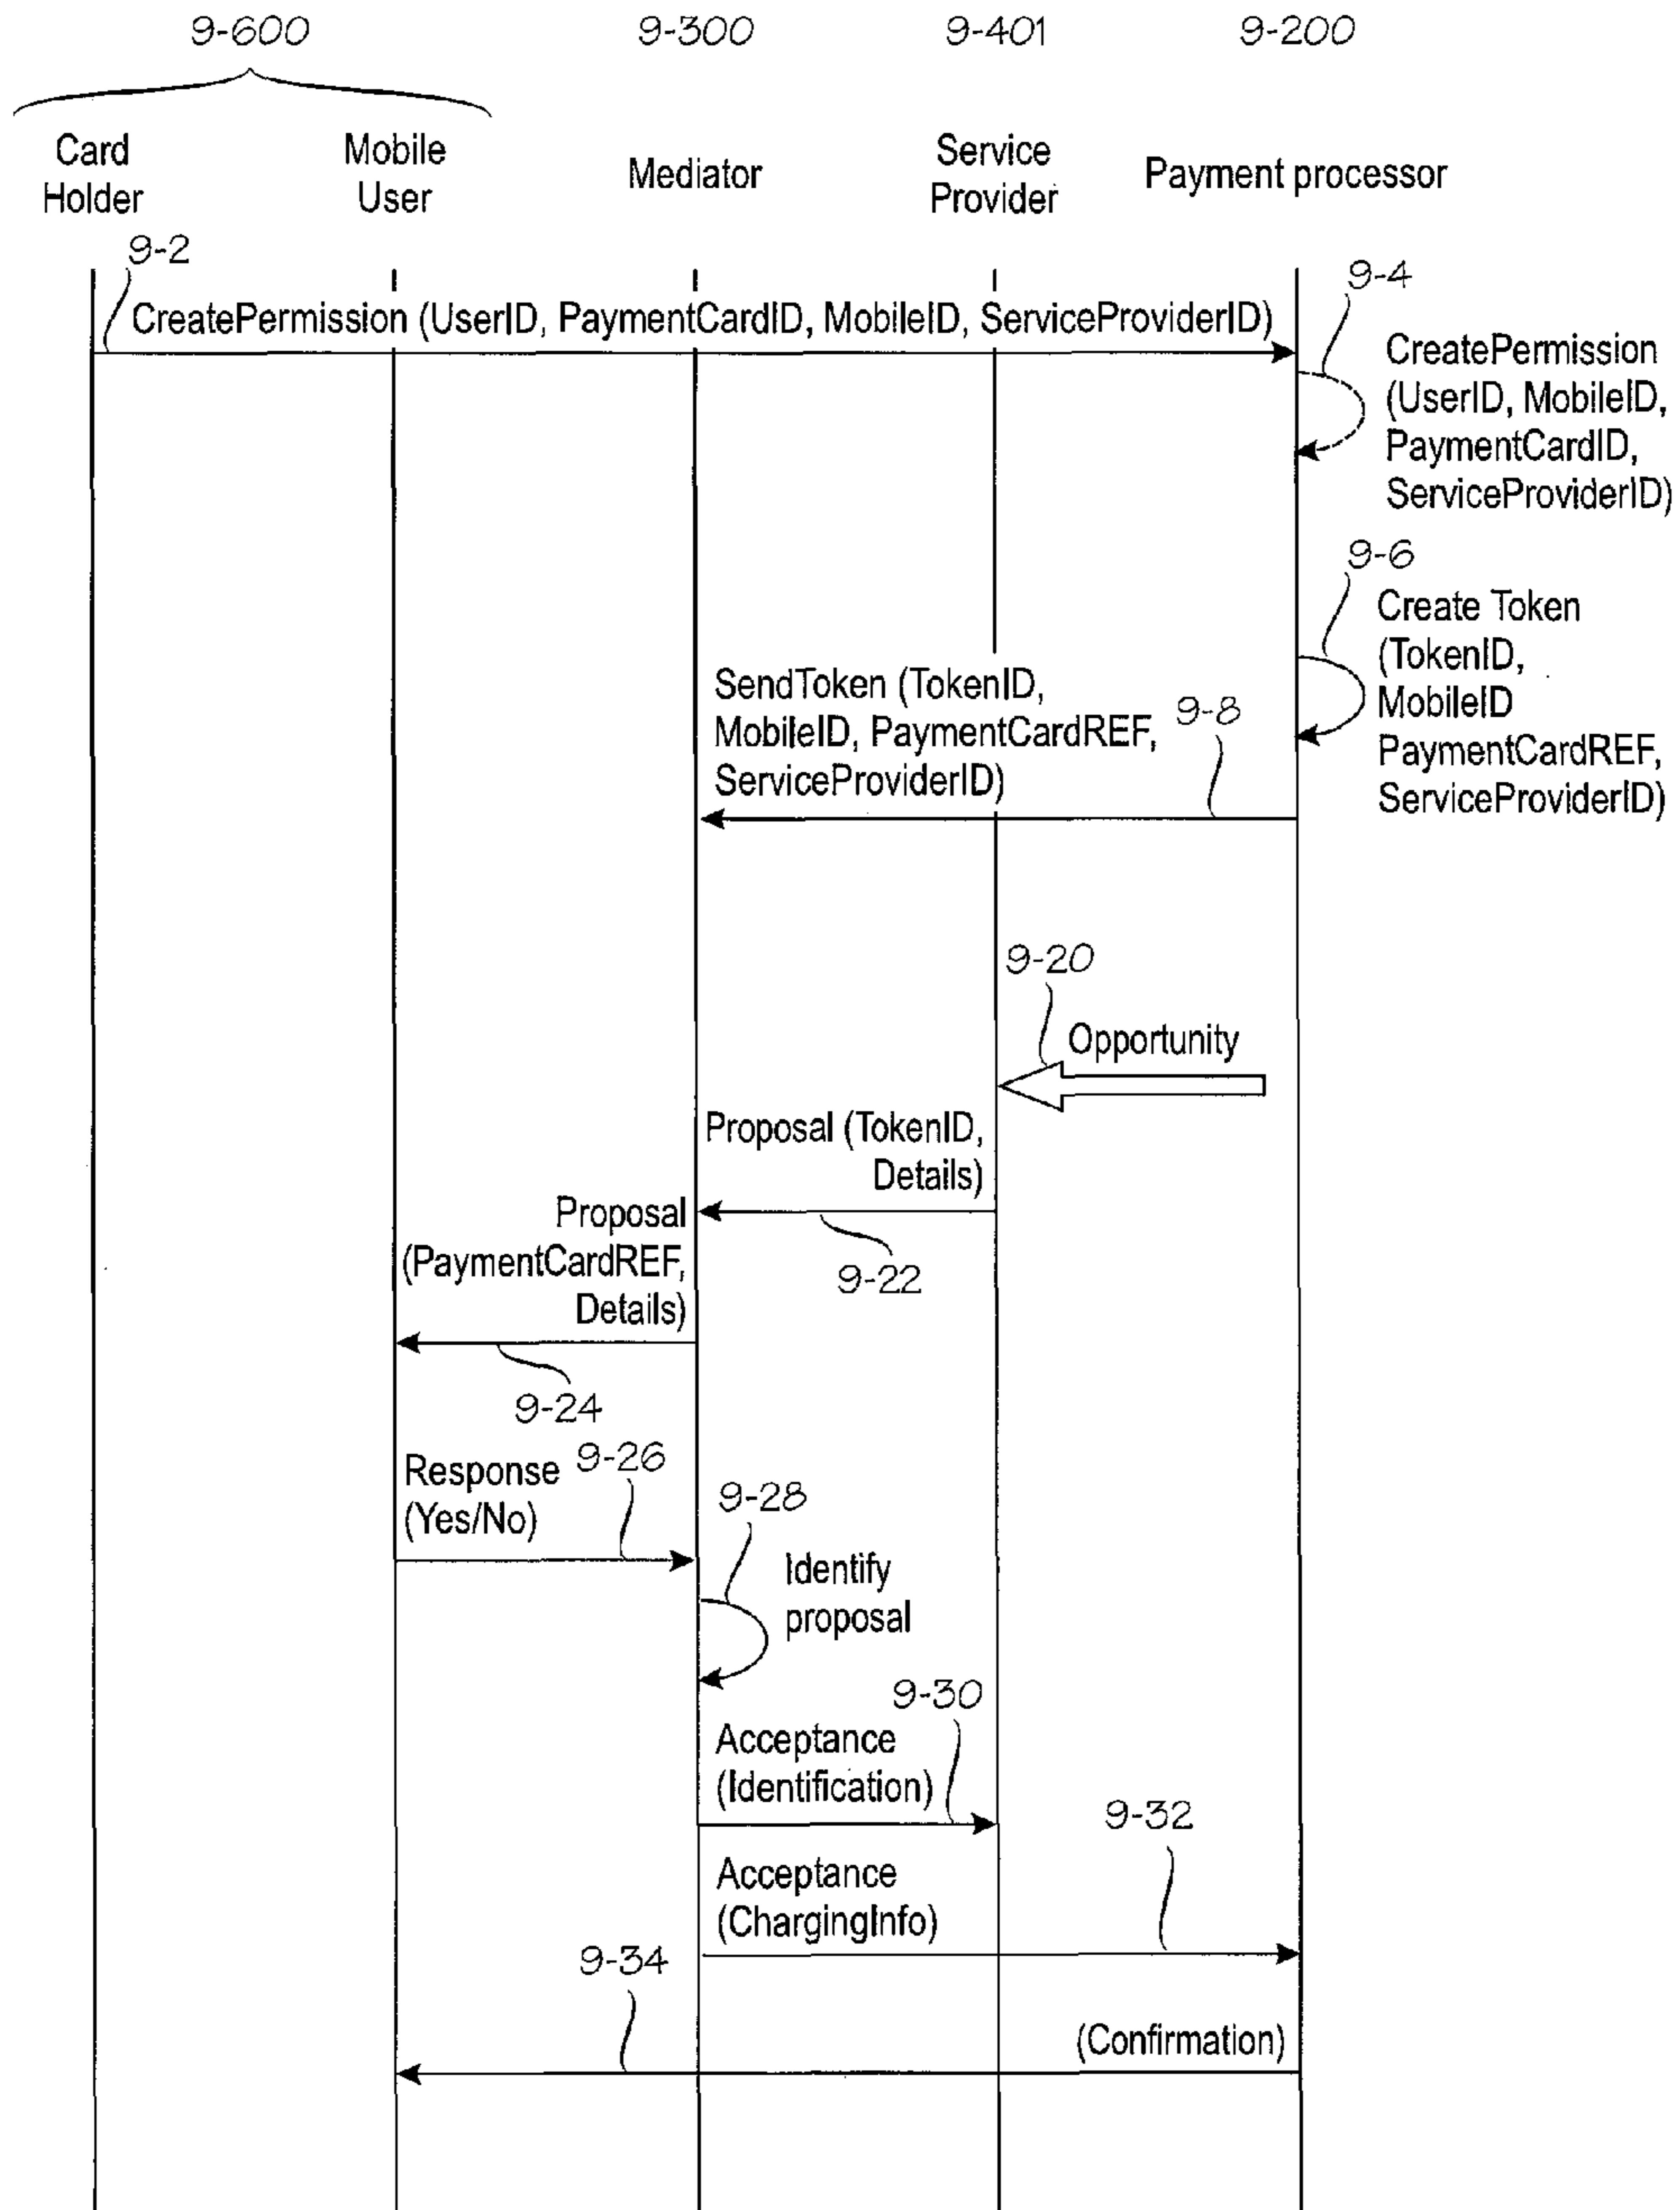 9-600
9-300
9-401
9-200
Card
Holder
Mobile
User
Mediator
Service
Provider
Payment processor
9-2
CreatePermission (UserID, PaymentCardID, MobileID, ServiceProviderID)
9-4
CreatePermission
(UserID, MobileID,
PaymentCardID,
ServiceProviderID)
9-6
Create Token
(TokenID,
MobileID
PaymentCardREF,
ServiceProviderID)
SendToken (TokenID,
MobileID, PaymentCardREF,
ServiceProviderID)
9-8
9-20
Opportunity
Proposal (TokenID,
Details)
9-22
Proposal
(PaymentCardREF,
Details)
9-24
Response
(Yes/No)
9-26
9-28
Identify
proposal
9-30
Acceptance
(Identification)
9-32
Acceptance
(ChargingInfo)
9-34
(Confirmation)